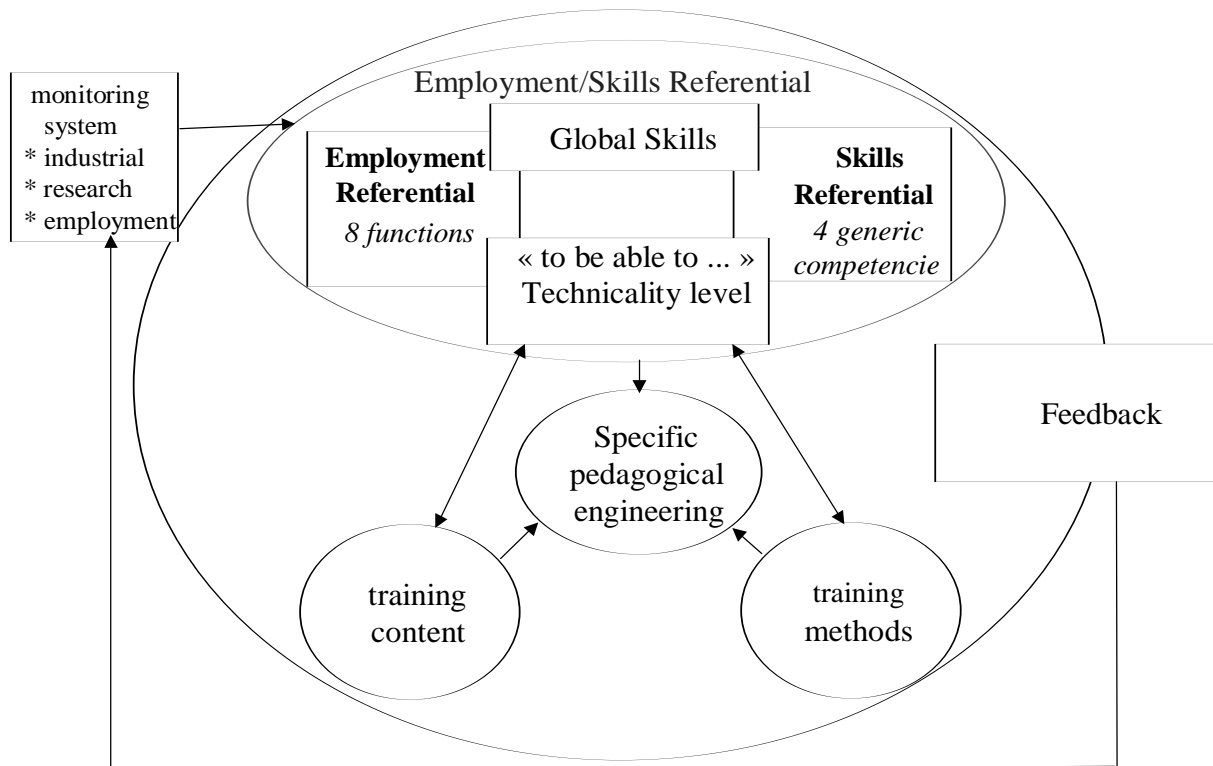 Employment/Skills Referential
monitoring
system
* industrial
* research
* employment
Global Skills
Employment
Referential
8 functions
Skills
Referential
4 generic
competencie
« to be able to ... »
Technicality level
Feedback
Specific
pedagogical
engineering
training
content
training
methods